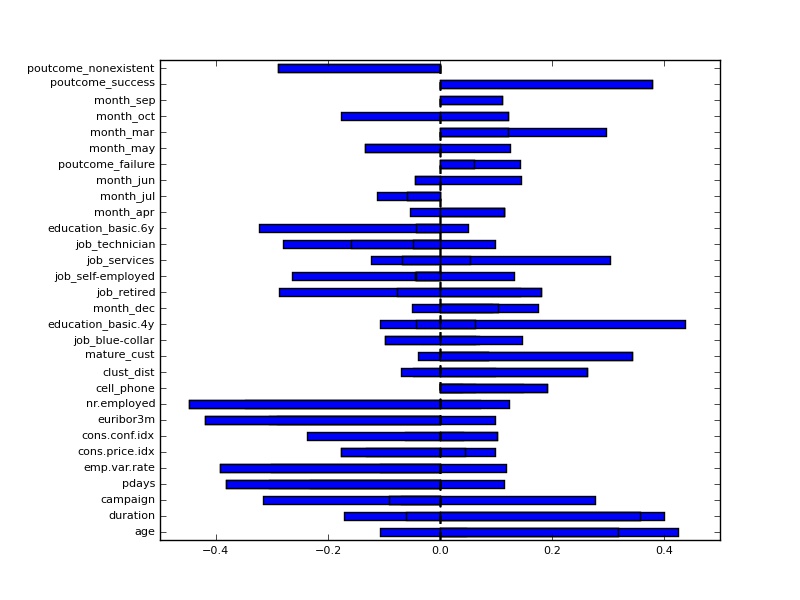 poutcome_nonexistent
poutcome_success
month_sep
month_oct
month_mar
month_may
poutcome_failure
month_jun
month_jul
month_apr
education_basic.6y
job_technician
job_services
job_self-employed
job_retired
month_dec
education_basic.4y
job_blue-collar
mature_cust
clust_dist
cell_phone
nr.employed
euribor3m
cons.conf.idx
cons.price.idx
emp.var.rate
pdays
campaign
duration
age
−0.4 −0.2 0.0 0.2 0.4